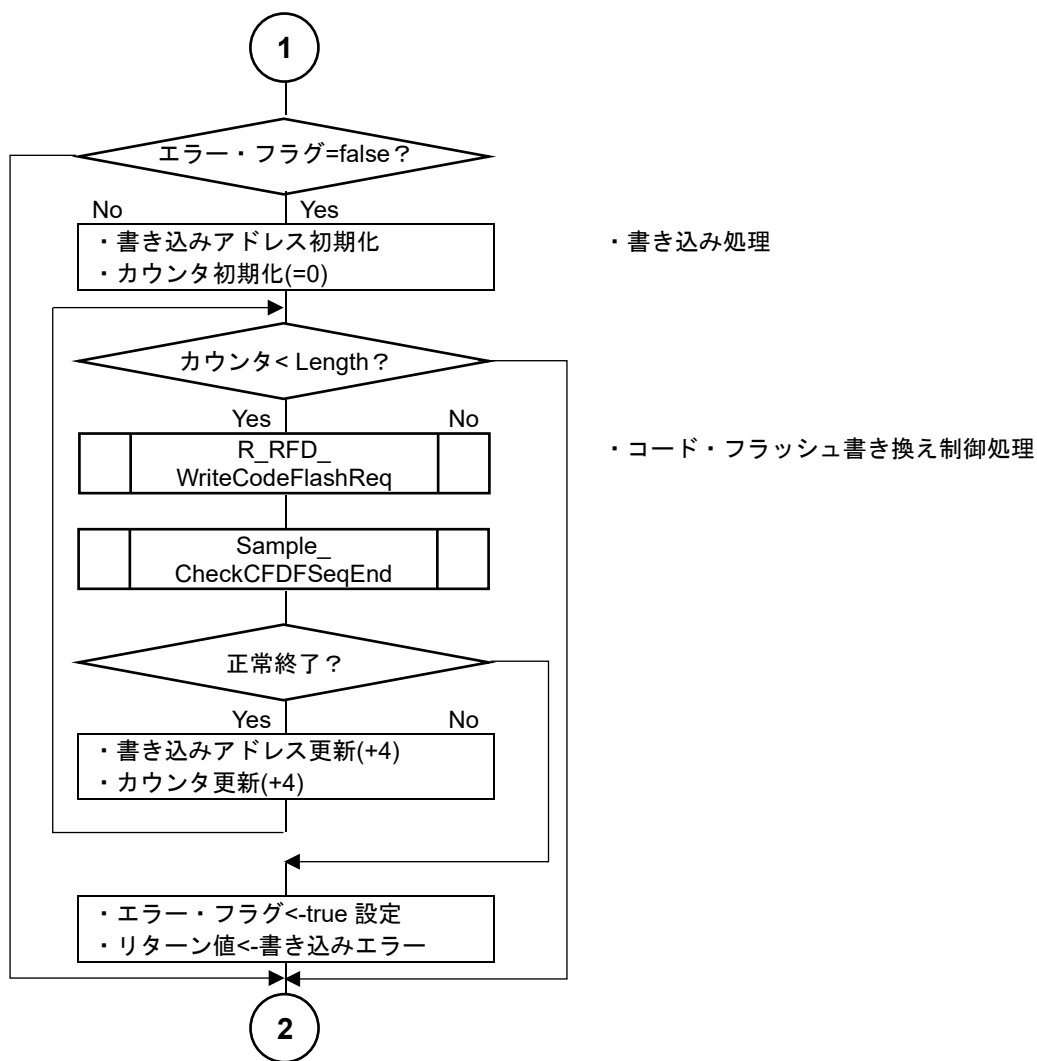 1
エラー・フラグ=false？
No Yes
・書き込みアドレス初期化 ・書き込み処理
・カウンタ初期化(=0)
カウンタ< Length？
Yes No
R_RFD_ ・コード・フラッシュ書き換え制御処理
WriteCodeFlashReq
Sample_
CheckCFDFSeqEnd
正常終了？
Yes No
・書き込みアドレス更新(+4)
・カウンタ更新(+4)
・エラー・フラグ<-true 設定
・リターン値<-書き込みエラー
2